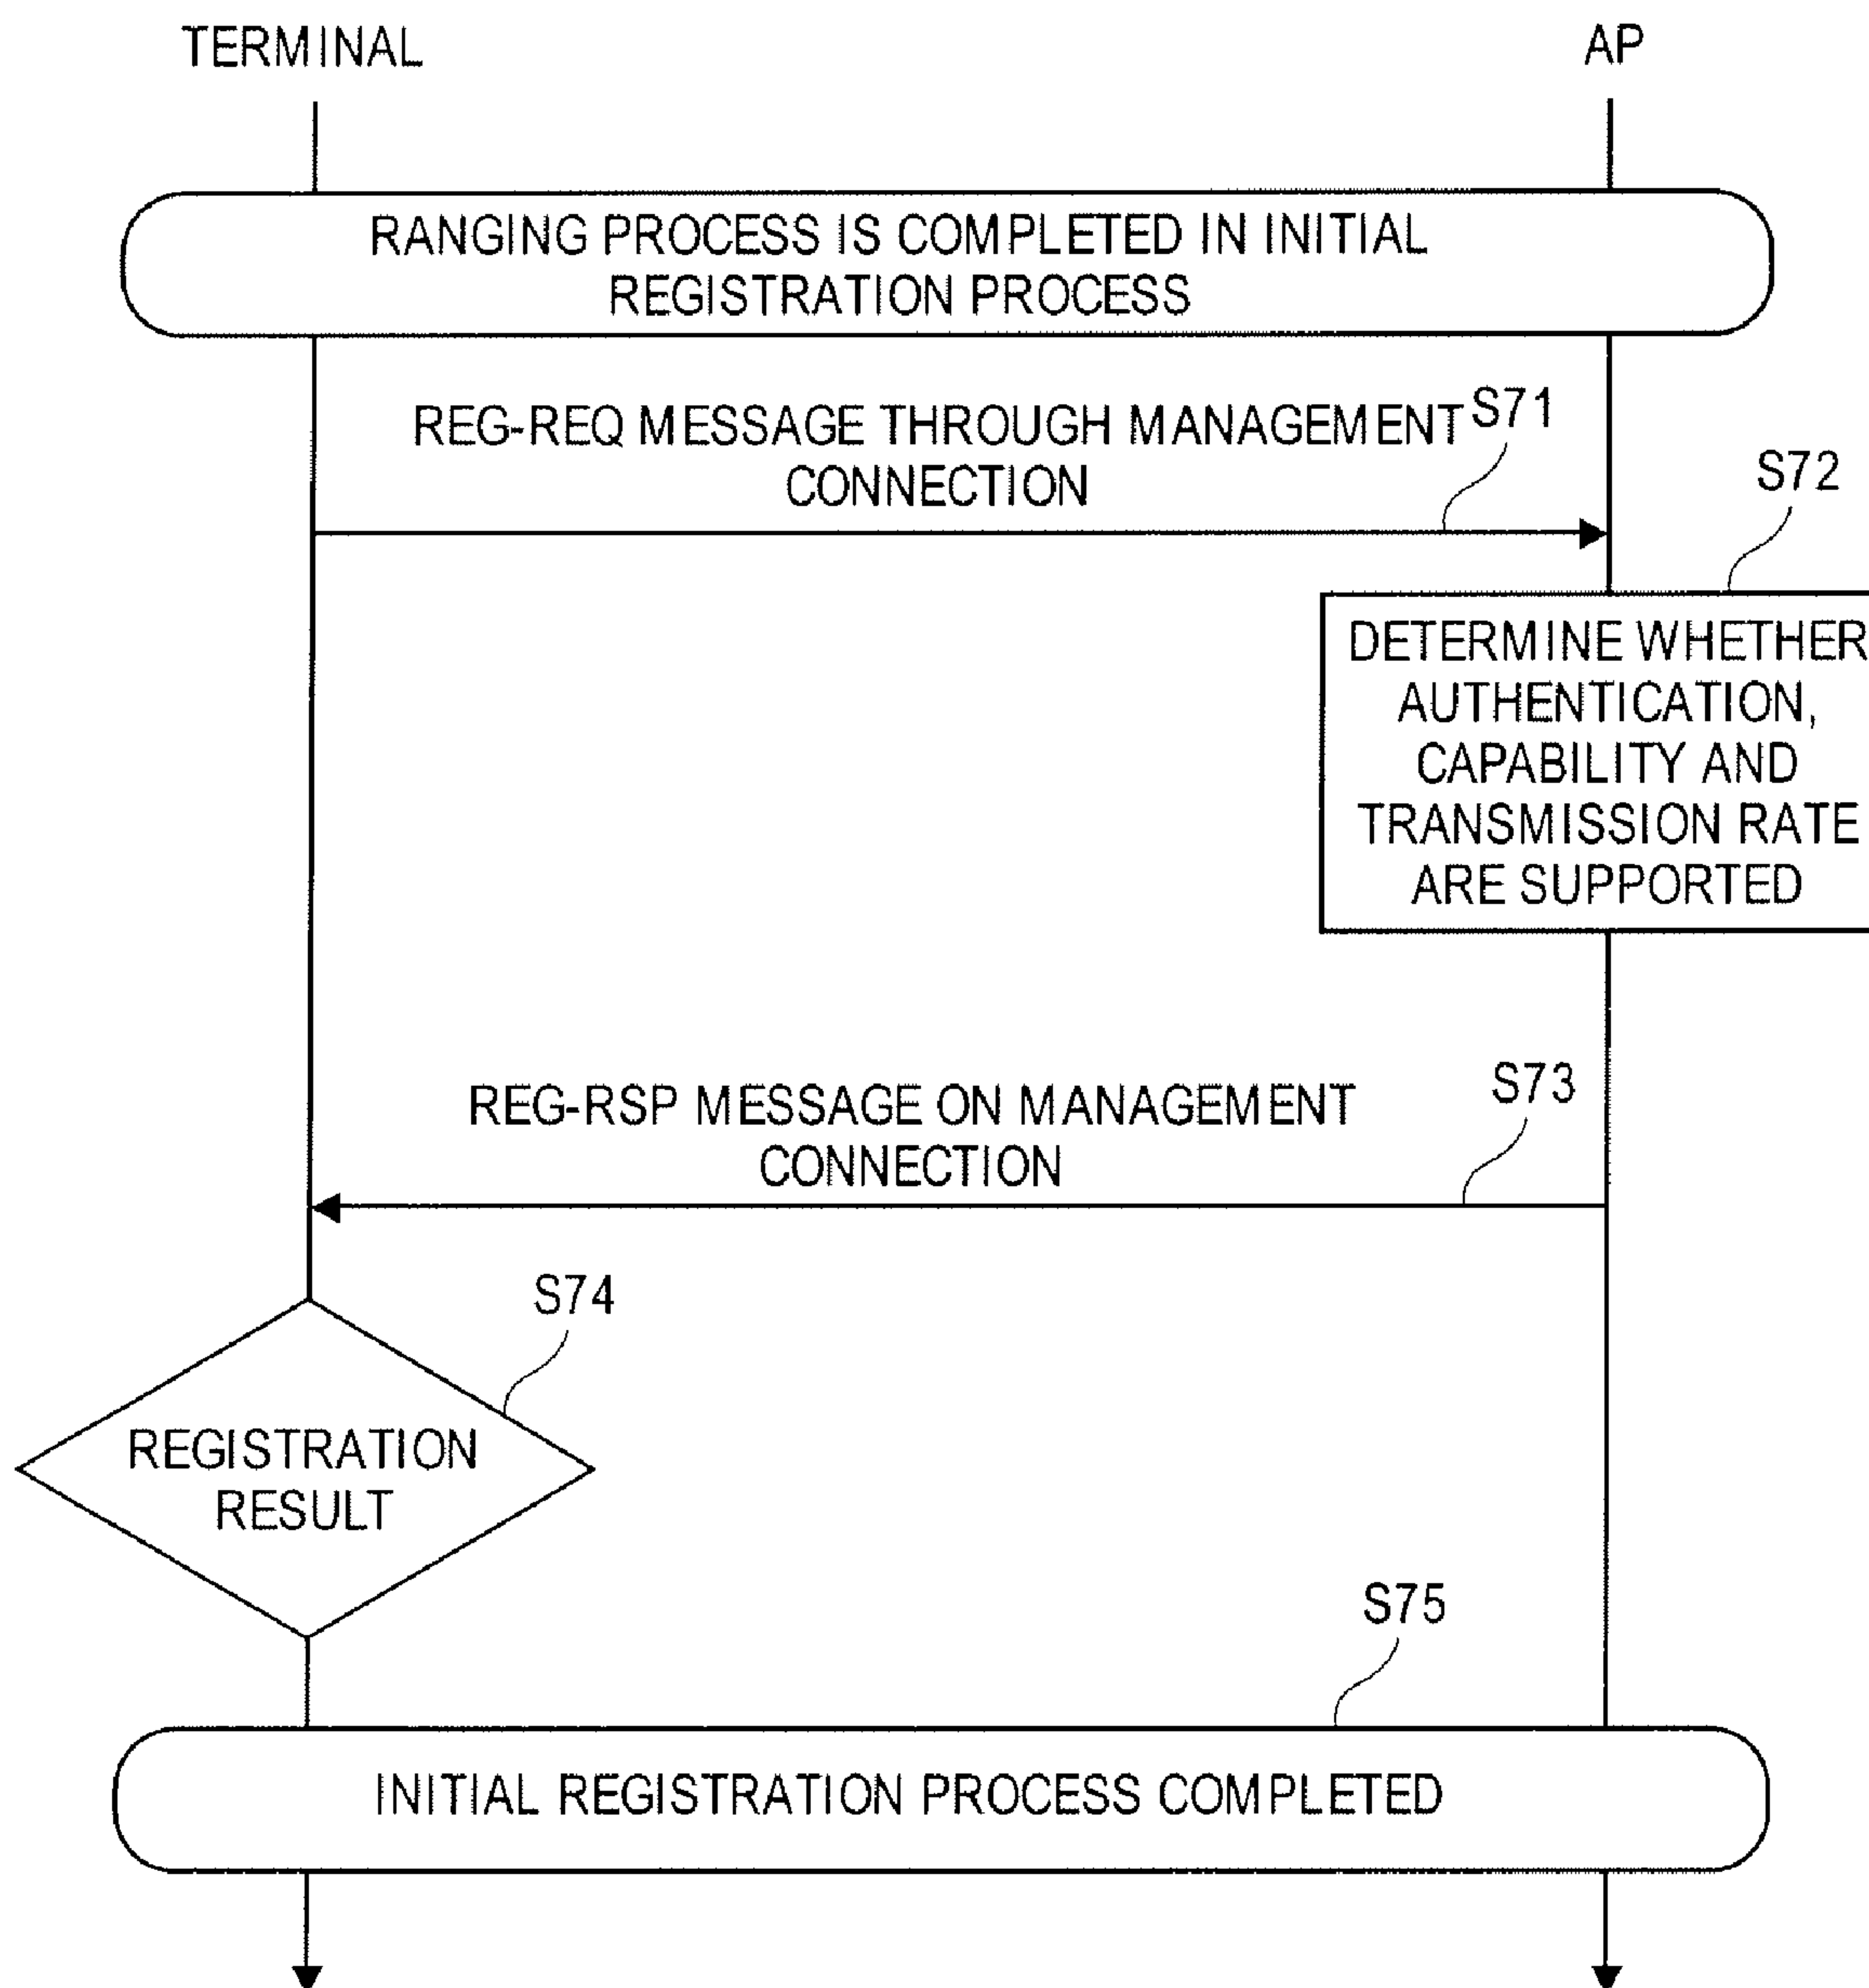 TERMINAL
AP
RANGING PROCESS IS COMPLETED IN INITIAL
REGISTRATION PROCESS
REG-REQ MESSAGE THROUGH MANAGEMENT
CONNECTION
S71
S72
DETERMINE WHETHER
AUTHENTICATION,
CAPABILITY AND
TRANSMISSION RATE
ARE SUPPORTED
REG-RSP MESSAGE ON MANAGEMENT
CONNECTION
S73
S74
REGISTRATION
RESULT
S75
INITIAL REGISTRATION PROCESS COMPLETED